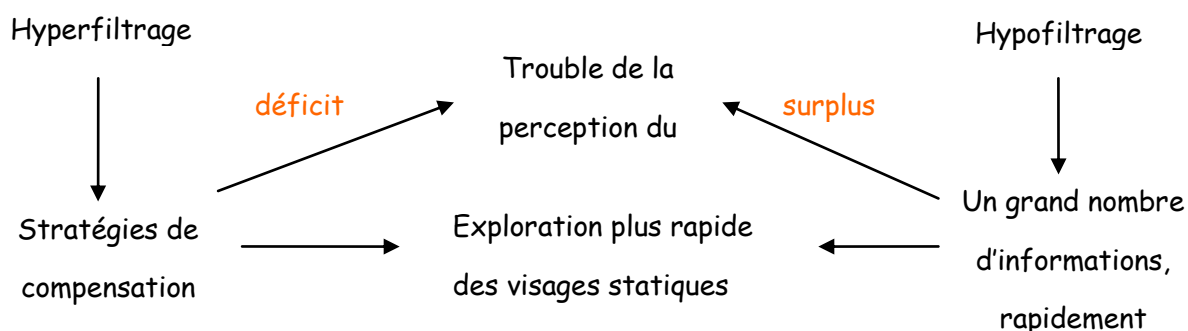 Hyperfiltrage
Hypofiltrage
Trouble de la
perception du
déficit
surplus
Stratégies de
compensation
Exploration plus rapide
des visages statiques
Un grand nombre
d'informations,
rapidement